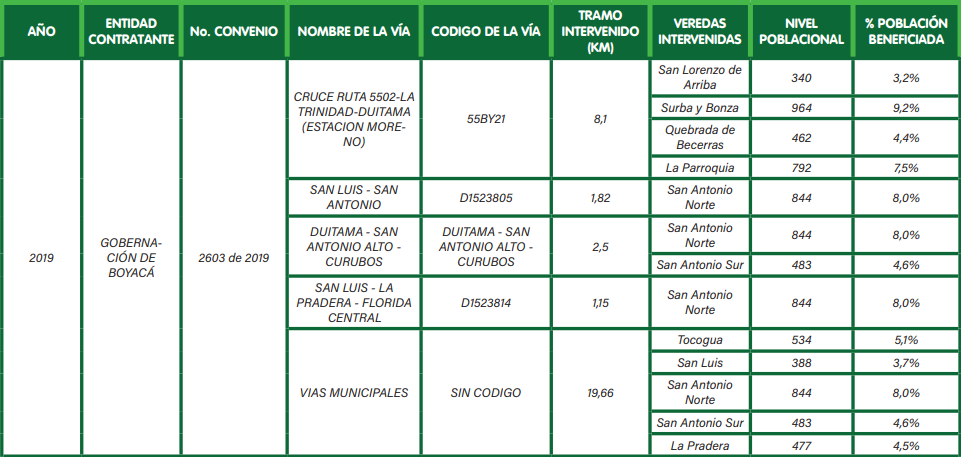 AÑO
ENTIDAD
CONTRATANTE
No. CONVENIO
NOMBRE DE LA VÍA
CODIGO DE LA VÍA
TRAMO
INTERVENIDO
(KM)
VEREDAS
INTERVENIDAS
NIVEL
POBLACIONAL
% POBLACIÓN
BENEFICIADA
2019
GOBERNA-
CIÓN DE
BOYACÁ
2603 de 2019
CRUCE RUTA 5502-LA
TRINIDAD-DUITAMA
(ESTACION MORE-
NO)
55BY21
8,1
San Lorenzo de
Arriba
340
3,2%
Surba y Bonza
964
9,2%
Quebrada de
Becerras
462
4,4%
La Parroquia
792
7,5%
SAN LUIS - SAN
ANTONIO
D1523805
1,82
San Antonio
Norte
844
8,0%
DUITAMA - SAN
ANTONIO ALTO -
CURUBOS
DUITAMA - SAN
ANTONIO ALTO -
CURUBOS
2,5
San Antonio
Norte
844
8,0%
San Antonio Sur
483
4,6%
SAN LUIS - LA
PRADERA - FLORIDA
CENTRAL
D1523814
1,15
San Antonio
Norte
844
8,0%
VIAS MUNICIPALES
SIN CODIGO
19,66
Tocogua
534
5,1%
San Luis
388
3,7%
San Antonio
Norte
844
8,0%
San Antonio Sur
483
4,6%
La Pradera
477
4,5%